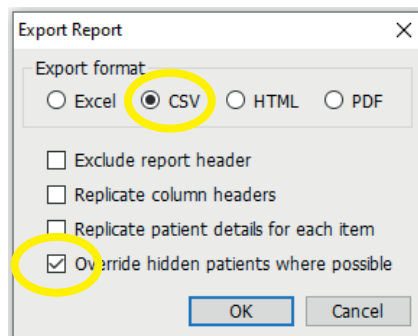 Export Report
Export format
Excel CSV HTML PDF
Exclude report header
Replicate column headers
Replicate patient details for each item
Override hidden patients where possible
OK Cancel